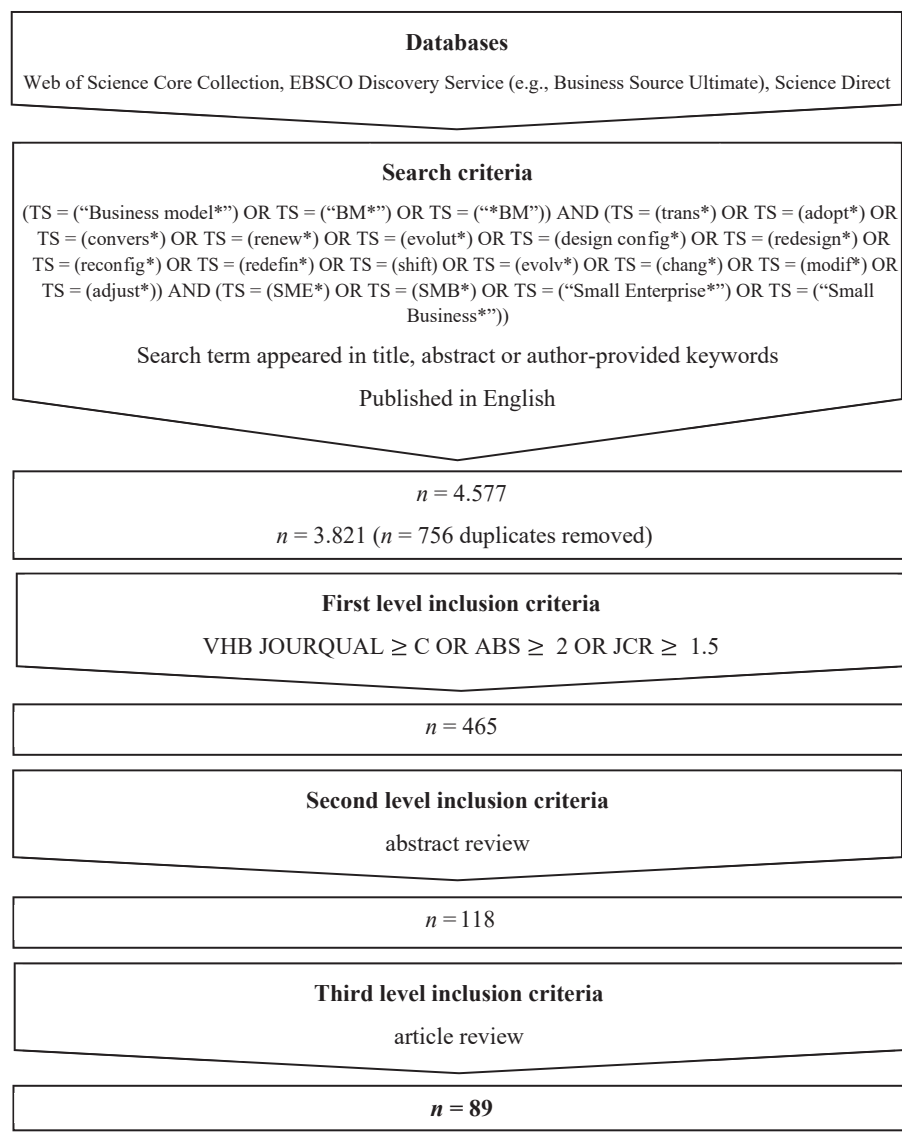 Databases
Web of Science Core Collection, EBSCO Discovery Service (e.g., Business Source Ultimate), Science Direct
Search criteria
(TS = (“Business model*”) OR TS = (“BM*”) OR TS = (“*BM”)) AND (TS = (trans*) OR TS = (adopt*) OR
TS = (convers*) OR TS = (renew*) OR TS = (evolut*) OR TS = (design config*) OR TS = (redesign*) OR
TS = (reconfig*) OR TS = (redefin*) OR TS = (shift) OR TS = (evolv*) OR TS = (chang*) OR TS = (modif*) OR
TS = (adjust*)) AND (TS = (SME*) OR TS = (SMB*) OR TS = (“Small Enterprise*”) OR TS = (“Small
Business*”))
Search term appeared in title, abstract or author-provided keywords
Published in English
n = 4.577
n = 3.821 (n = 756 duplicates removed)
First level inclusion criteria
VHB JOURQUAL ≥ C OR ABS ≥ 2 OR JCR ≥ 1.5
n = 465
Second level inclusion criteria
abstract review
n = 118
Third level inclusion criteria
article review
n = 89